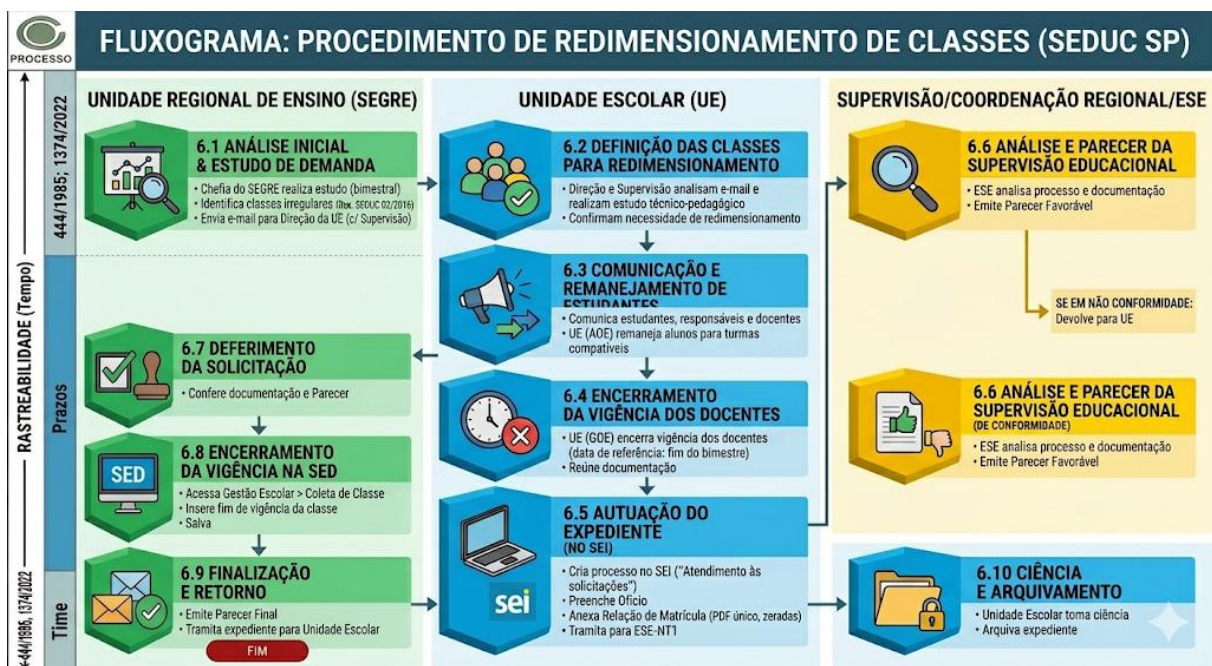 PROCESSO
FLUXOGRAMA: PROCEDIMENTO DE REDIMENSIONAMENTO DE CLASSES (SEDUC SP)
RASTREABILIDADE (Tempo)
444/1985; 1374/2022
Prazos
Time
444/1986, 1374/2022
UNIDADE REGIONAL DE ENSINO (SEGRE)
6.1 ANÁLISE INICIAL
& ESTUDO DE DEMANDA
• Chefia do SEGRE realiza estudo (bimestral)
• Identifica classes irregulares (SEDUC 02/2016)
• Envia e-mail para Direção da UE (c/ Supervisão)
6.7 DEFERIMENTO
DA SOLICITAÇÃO
• Confere documentação e Parecer
6.8 ENCERRAMENTO
DA VIGÊNCIA NA SED
SED
• Acessa Gestão Escolar > Coleta de Classe
• Insere fim de vigência da classe
• Salva
6.9 FINALIZAÇÃO
E RETORNO
• Emite Parecer Final
• Tramita expediente para Unidade Escolar
FIM
UNIDADE ESCOLAR (UE)
6.2 DEFINIÇÃO DAS CLASSES
PARA REDIMENSIONAMENTO
• Direção e Supervisão analisam e-mail e
realizam estudo técnico-pedagógico
• Confirmam necessidade de redimensionamento
6.3 COMUNICAÇÃO E
REMANEJAMENTO DE
ESTUDANTES
• Comunica estudantes, responsáveis e docentes
• UE (AOE) remaneja alunos para turmas
compatíveis
6.4 ENCERRAMENTO
DA VIGÊNCIA DOS DOCENTES
• UE (GOE) encerra vigência dos docentes
(data de referência: fim do bimestre)
• Reúne documentação
6.5 AUTUAÇÃO DO
EXPEDIENTE
(NO SEI)
sei
• Cria processo no SEI ("Atendimento às
solicitações")
• Preenche Ofício
• Anexa Relação de Matrícula (PDF único, zeradas)
• Tramita para ESE-NT1
SUPERVISÃO/COORDENAÇÃO REGIONAL/ESE
6.6 ANÁLISE E PARECER DA
SUPERVISÃO EDUCACIONAL
• ESE analisa processo e documentação
• Emite Parecer Favorável
SE EM NÃO CONFORMIDADE:
Devolve para UE
6.6 ANÁLISE E PARECER DA
SUPERVISÃO EDUCACIONAL
(DE CONFORMIDADE)
• ESE analisa processo e documentação
• Emite Parecer Favorável
6.10 CIÊNCIA
E ARQUIVAMENTO
• Unidade Escolar toma ciência
• Arquiva expediente